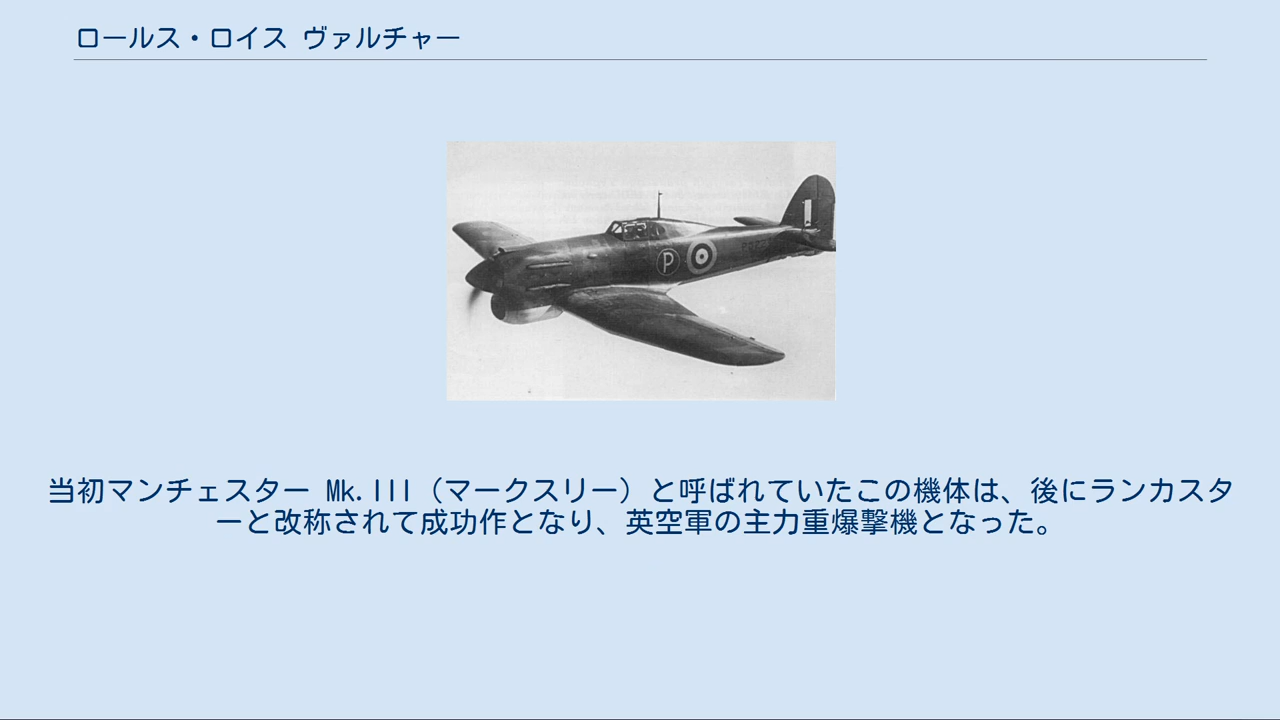 ロールス・ロイス ヴァルチャー
P
当初マンチェスター Mk.III（マークスリー）と呼ばれていたこの機体は、後にランカスタ
ーと改称されて成功作となり、英空軍の主力重爆撃機となった。